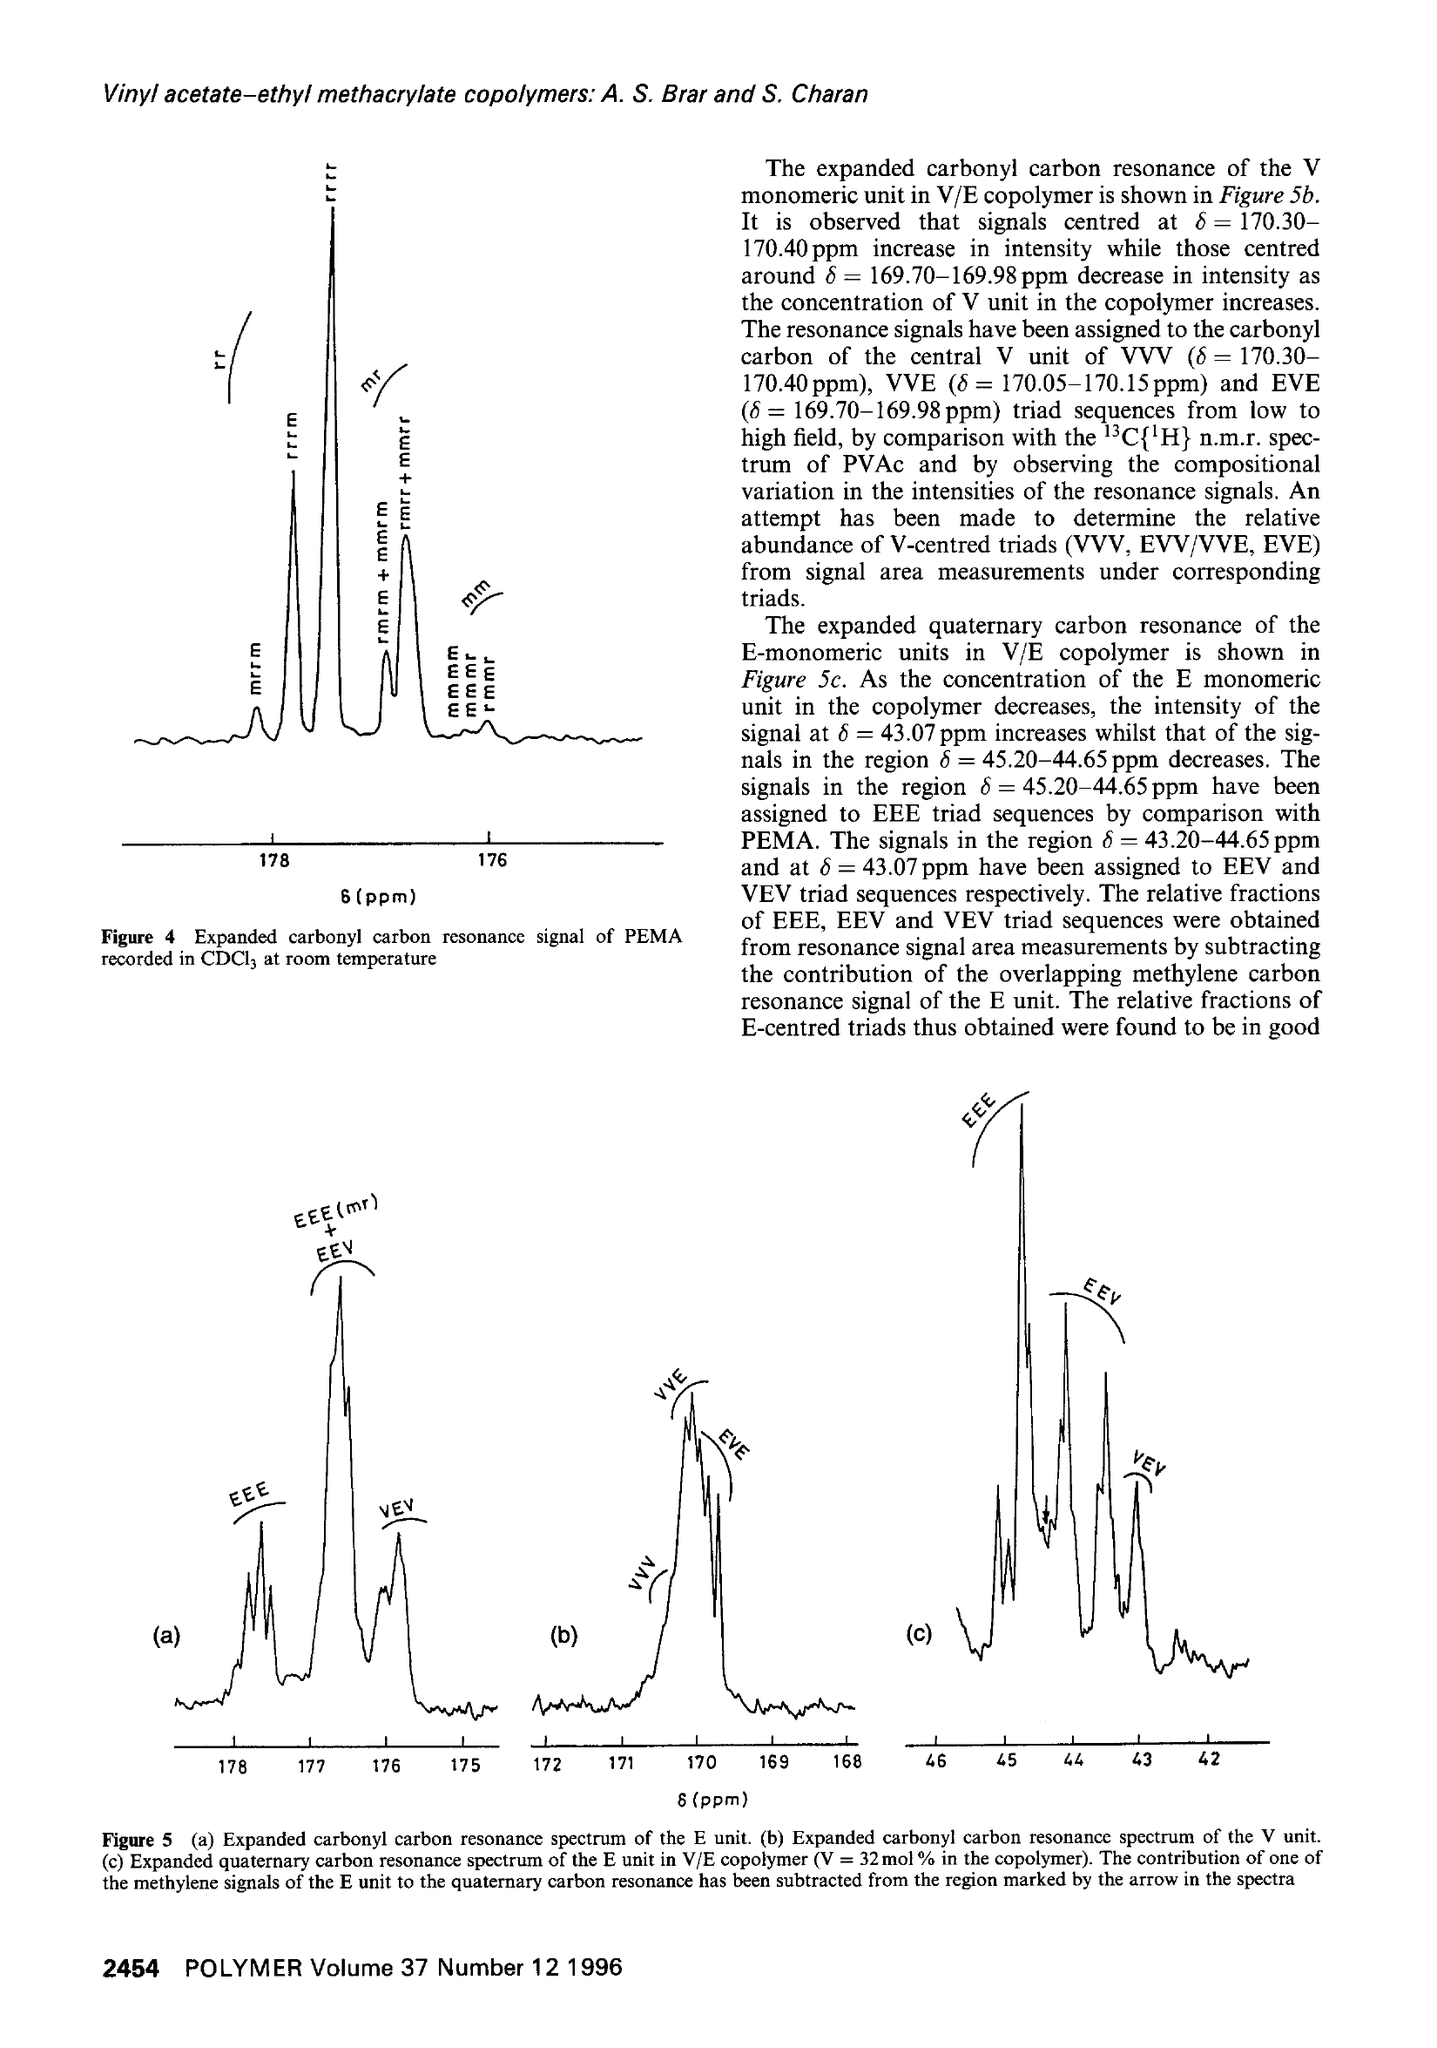 Vinyl acetate–ethyl methacrylate copolymers: A. S. Brar and S. Charan
rr
mrrm
rrrm
rrrr
mr
rmrm + mmrm
rmrr + mmrr
mm
mmmm
mmmr
rmmr
178
176
δ (ppm)
Figure 4 Expanded carbonyl carbon resonance signal of PEMA
recorded in CDCl3 at room temperature
The expanded carbonyl carbon resonance of the V
monomeric unit in V/E copolymer is shown in Figure 5b.
It is observed that signals centred at δ = 170.30–
170.40 ppm increase in intensity while those centred
around δ = 169.70–169.98 ppm decrease in intensity as
the concentration of V unit in the copolymer increases.
The resonance signals have been assigned to the carbonyl
carbon of the central V unit of VVV (δ = 170.30–
170.40 ppm), VVE (δ = 170.05–170.15 ppm) and EVE
(δ = 169.70–169.98 ppm) triad sequences from low to
high field, by comparison with the 13C{1H} n.m.r. spec-
trum of PVAc and by observing the compositional
variation in the intensities of the resonance signals. An
attempt has been made to determine the relative
abundance of V-centred triads (VVV, EVV/VVE, EVE)
from signal area measurements under corresponding
triads.
The expanded quaternary carbon resonance of the
E-monomeric units in V/E copolymer is shown in
Figure 5c. As the concentration of the E monomeric
unit in the copolymer decreases, the intensity of the
signal at δ = 43.07 ppm increases whilst that of the sig-
nals in the region δ = 45.20–44.65 ppm decreases. The
signals in the region δ = 45.20–44.65 ppm have been
assigned to EEE triad sequences by comparison with
PEMA. The signals in the region δ = 43.20–44.65 ppm
and at δ = 43.07 ppm have been assigned to EEV and
VEV triad sequences respectively. The relative fractions
of EEE, EEV and VEV triad sequences were obtained
from resonance signal area measurements by subtracting
the contribution of the overlapping methylene carbon
resonance signal of the E unit. The relative fractions of
E-centred triads thus obtained were found to be in good
EEE
EEE (mr)
+
EEV
VEV
(a)
178 177 176 175
VVV
VVE
EVE
(b)
172 171 170 169 168
δ (ppm)
EEE
EEV
VEV
(c)
46 45 44 43 42
Figure 5 (a) Expanded carbonyl carbon resonance spectrum of the E unit. (b) Expanded carbonyl carbon resonance spectrum of the V unit.
(c) Expanded quaternary carbon resonance spectrum of the E unit in V/E copolymer (V = 32 mol % in the copolymer). The contribution of one of
the methylene signals of the E unit to the quaternary carbon resonance has been subtracted from the region marked by the arrow in the spectra
2454 POLYMER Volume 37 Number 12 1996